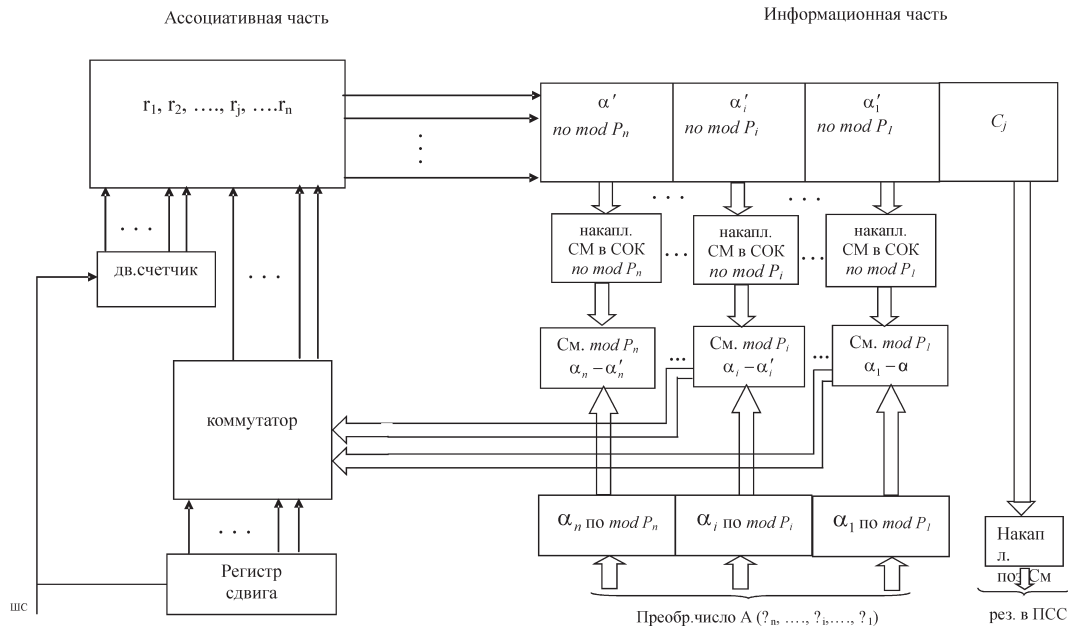 Ассоциативная часть
Информационная часть
r₁, r₂, …., rⱼ, ….rₙ
α′
по mod Pₙ
α′ᵢ
по mod Pᵢ
α′₁
по mod P₁
Cⱼ
дв.счетчик
накапл.
СМ в СОК
по mod Pₙ
накапл.
СМ в СОК
по mod Pᵢ
накапл.
СМ в СОК
по mod P₁
См. mod Pₙ
αₙ – α′ₙ
См. mod Pᵢ
αᵢ – α′ᵢ
См. mod P₁
α₁ – α
коммутатор
αₙ по mod Pₙ
αᵢ по mod Pᵢ
α₁ по mod P₁
Накап
л.
поз См
Регистр
сдвига
шс
Преобр.число А (?ₙ, …., ?ᵢ,…., ?₁)
рез. в ПСС